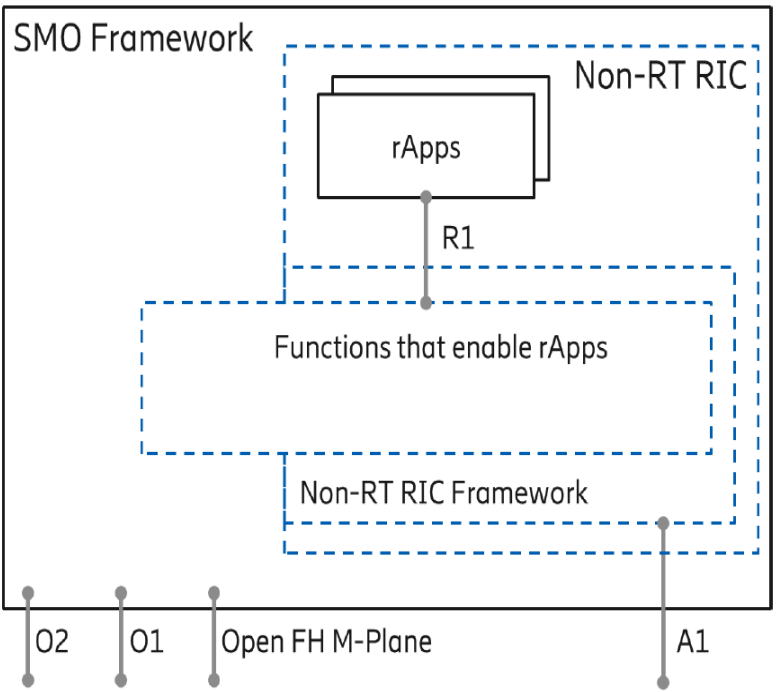 SMO Framework
Non-RT RIC
rApps
R1
Functions that enable rApps
Non-RT RIC Framework
O2
O1
Open FH M-Plane
A1